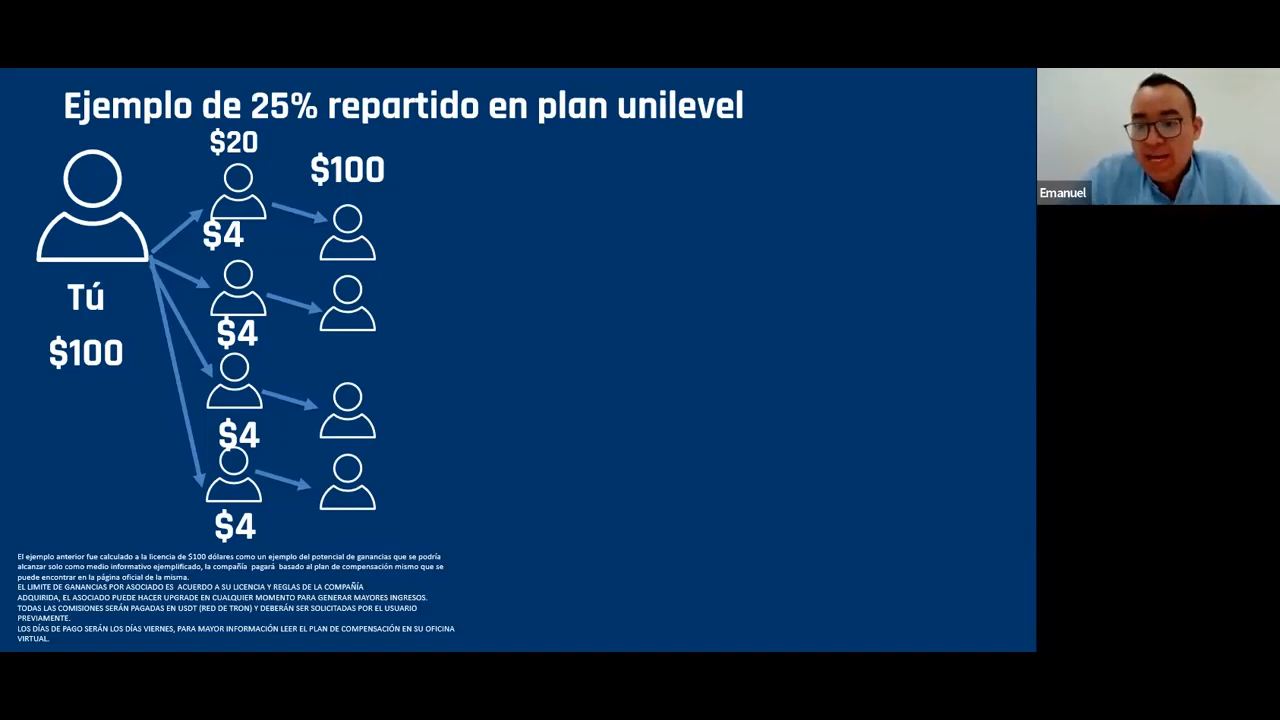 Ejemplo de 25% repartido en plan unilevel
$20
$100
$4
Tú
$100
$4
$4
$4
El ejemplo anterior fue calculado a la licencia de $100 dólares como un ejemplo del potencial de ganancias que se podría
alcanzar solo como medio informativo ejemplificado, la compañía pagará basado al plan de compensación mismo que se
puede encontrar en la página oficial de la misma.
EL LIMITE DE GANANCIAS POR ASOCIADO ES ACUERDO A SU LICENCIA Y REGLAS DE LA COMPAÑÍA
ADQUIRIDA, EL ASOCIADO PUEDE HACER UPGRADE EN CUALQUIER MOMENTO PARA GENERAR MAYORES INGRESOS.
TODAS LAS COMISIONES SERÁN PAGADAS EN USDT (RED DE TRON) Y DEBERÁN SER SOLICITADAS POR EL USUARIO
PREVIAMENTE.
LOS DÍAS DE PAGO SERÁN LOS DÍAS VIERNES, PARA MAYOR INFORMACIÓN LEER EL PLAN DE COMPENSACIÓN EN SU OFICINA
VIRTUAL.
Emanuel